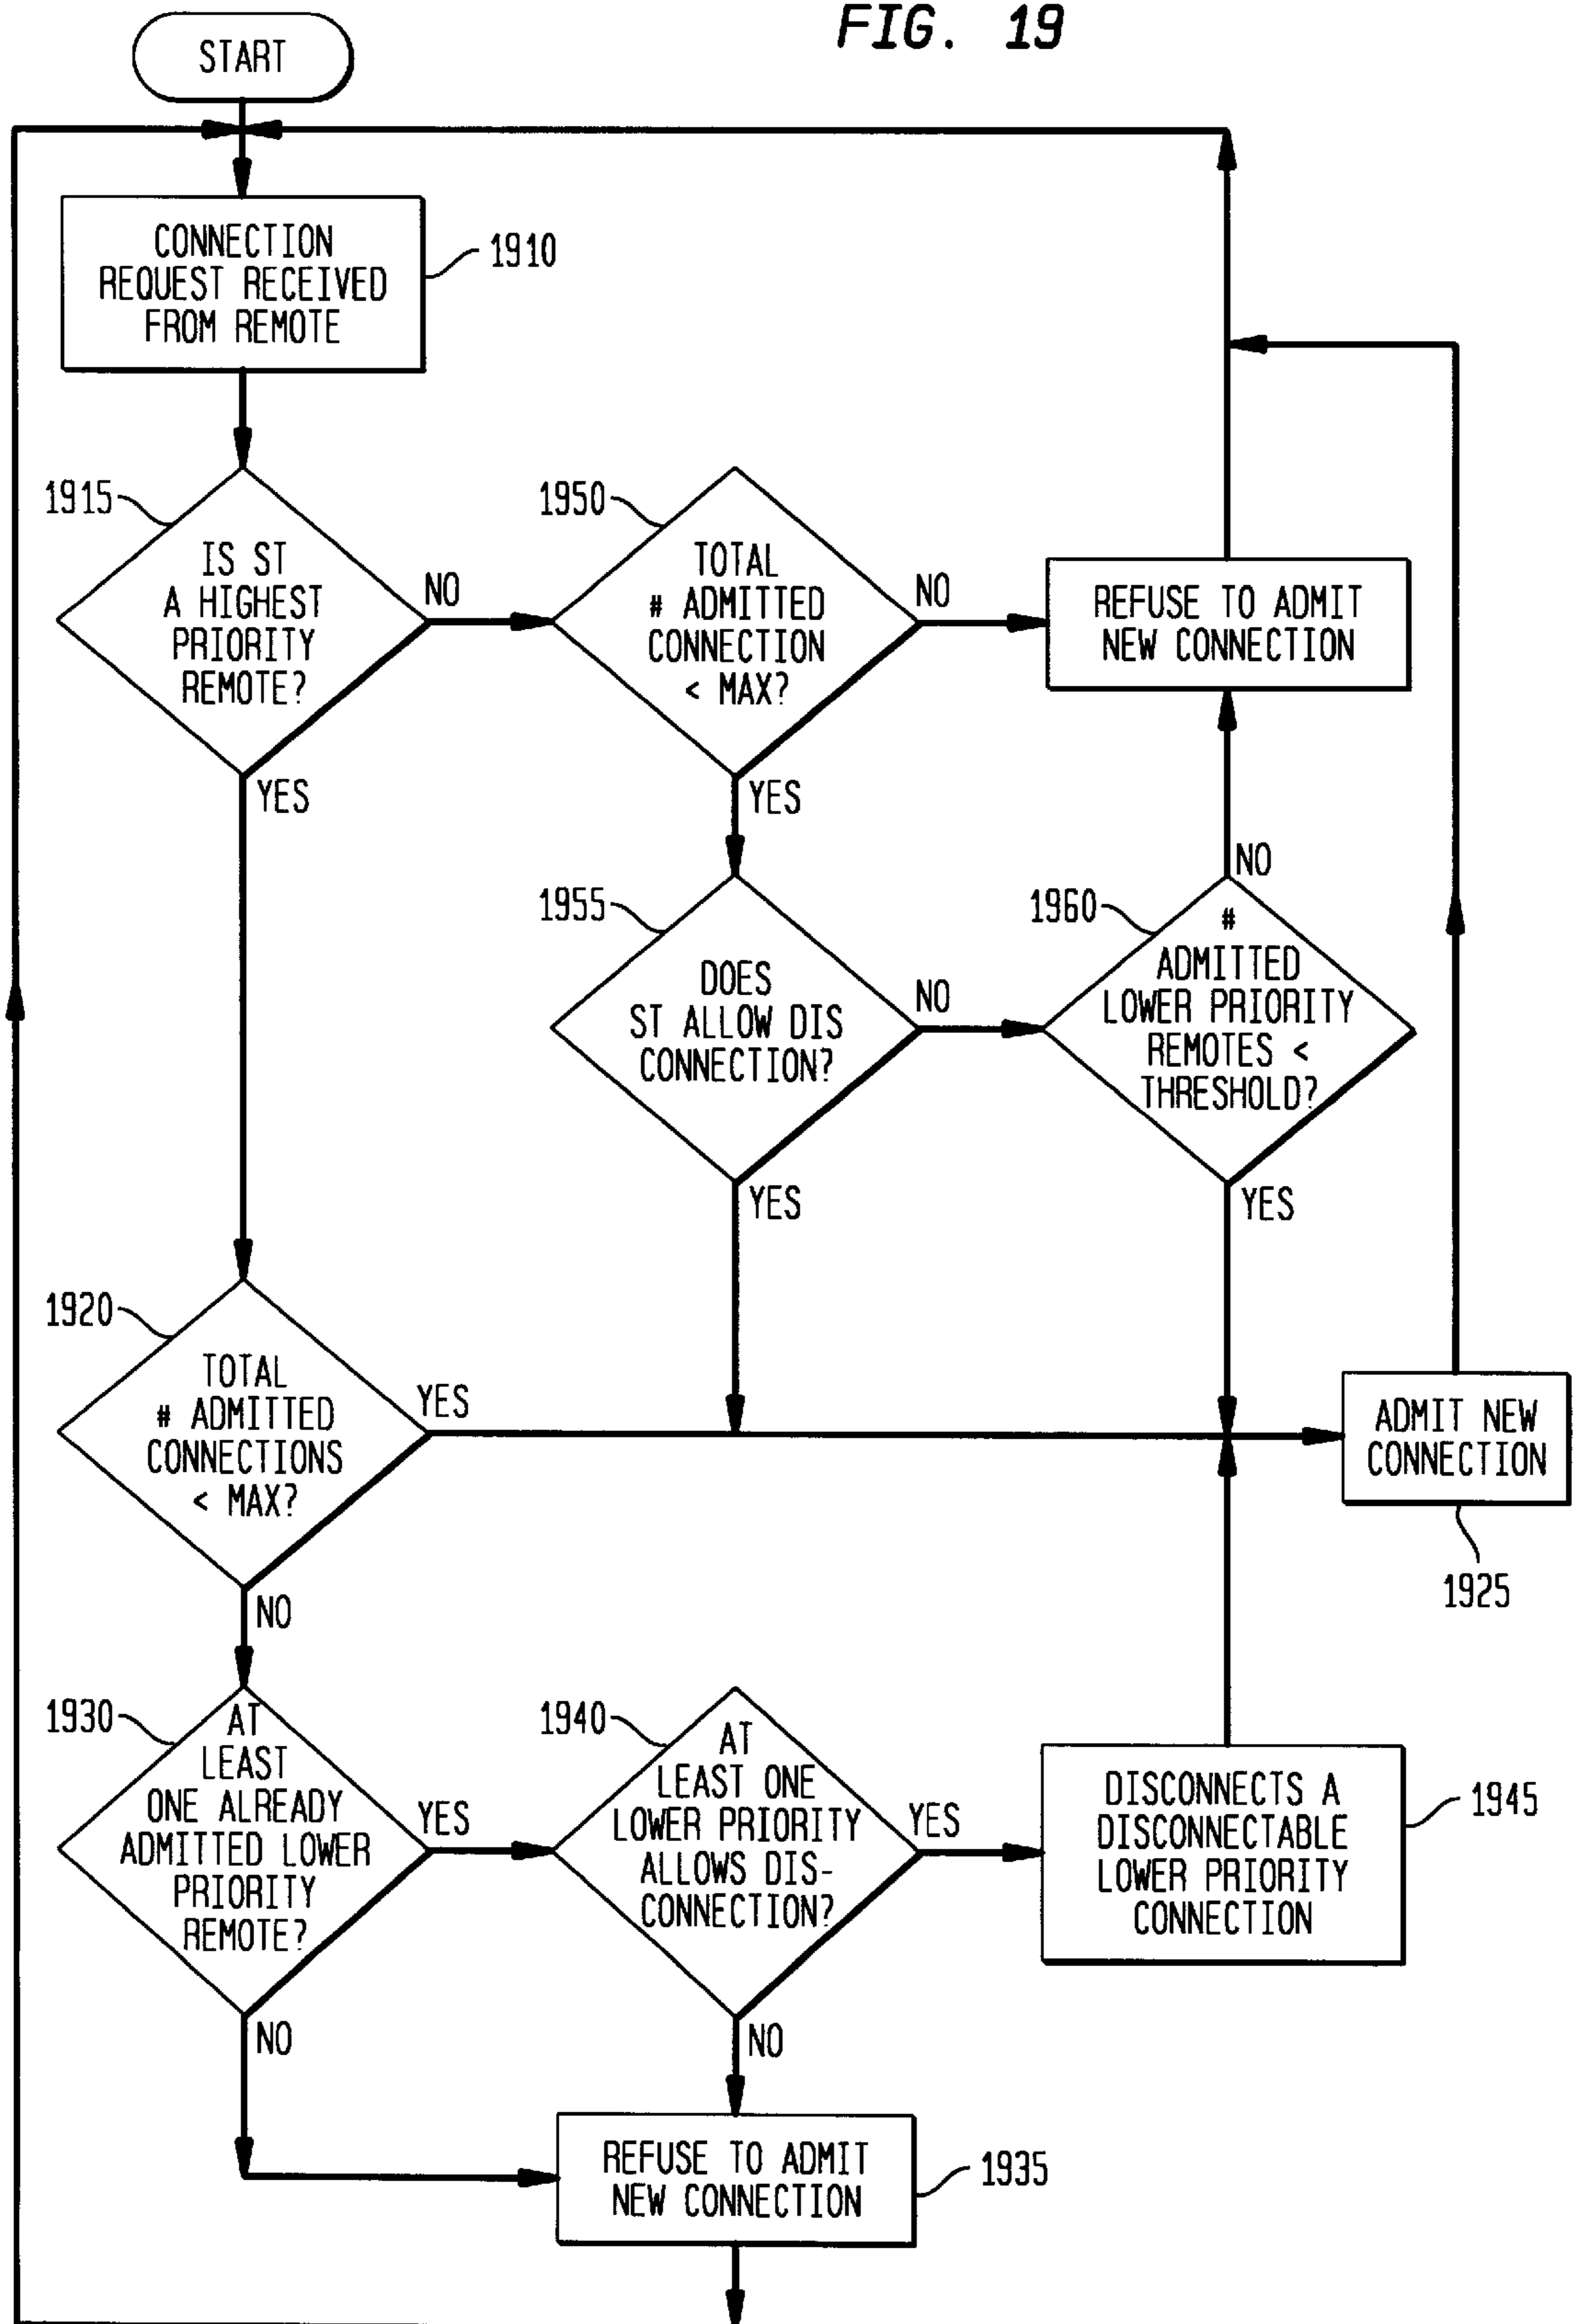 FIG. 19
START
CONNECTION
REQUEST RECEIVED
FROM REMOTE
1910
1915
IS ST
A HIGHEST
PRIORITY
REMOTE?
NO
YES
1950
TOTAL
# ADMITTED
CONNECTION
< MAX?
NO
YES
REFUSE TO ADMIT
NEW CONNECTION
1955
DOES
ST ALLOW DIS
CONNECTION?
NO
YES
1960
#
ADMITTED
LOWER PRIORITY
REMOTES <
THRESHOLD?
NO
YES
1920
TOTAL
# ADMITTED
CONNECTIONS
< MAX?
YES
NO
ADMIT NEW
CONNECTION
1925
1930
AT
LEAST
ONE ALREADY
ADMITTED LOWER
PRIORITY
REMOTE?
YES
NO
1940
AT
LEAST ONE
LOWER PRIORITY
ALLOWS DIS-
CONNECTION?
YES
NO
DISCONNECTS A
DISCONNECTABLE
LOWER PRIORITY
CONNECTION
1945
REFUSE TO ADMIT
NEW CONNECTION
1935